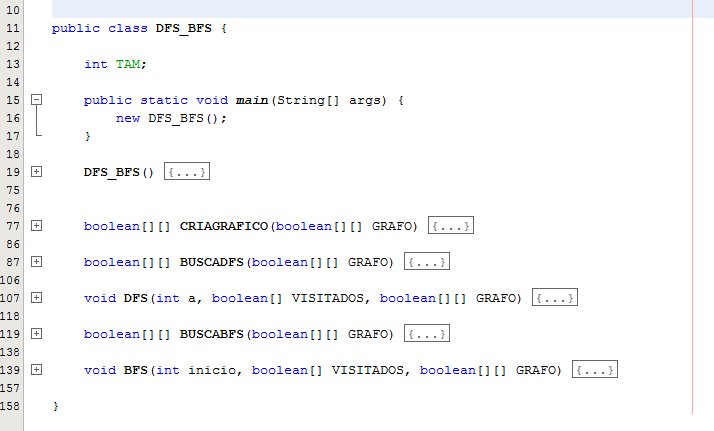 10
11 public class DFS_BFS {
12
13 int TAM;
14
15 public static void main(String[] args) {
16 new DFS_BFS();
17 }
18
19 DFS_BFS() {...}
75
76
77 boolean[][] CRIAGRAFICO(boolean[][] GRAFO) {...}
86
87 boolean[][] BUSCADFS(boolean[][] GRAFO) {...}
106
107 void DFS(int a, boolean[] VISITADOS, boolean[][] GRAFO) {...}
118
119 boolean[][] BUSCABFS(boolean[][] GRAFO) {...}
138
139 void BFS(int inicio, boolean[] VISITADOS, boolean[][] GRAFO) {...}
157
158 }